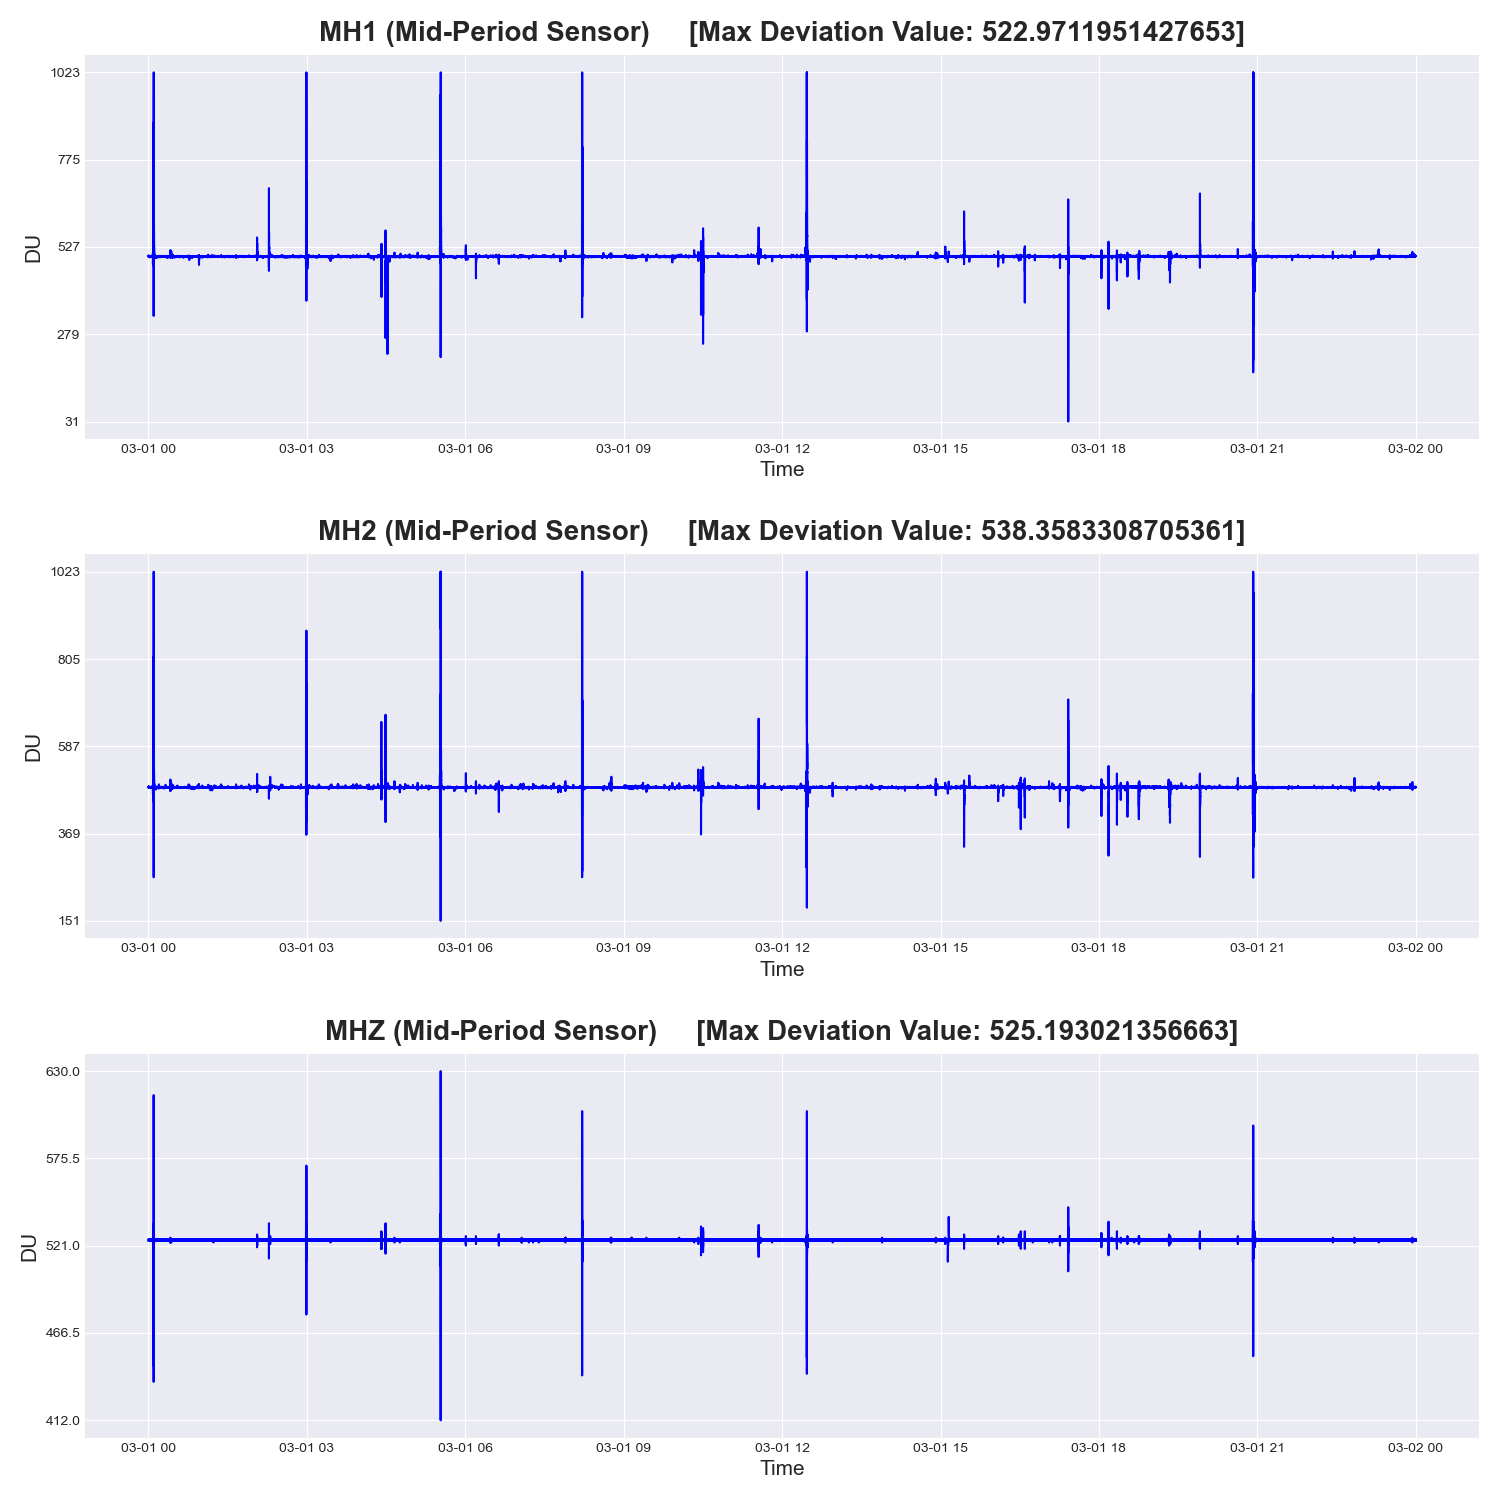 MH1 (Mid-Period Sensor) [Max Deviation Value: 522.9711951427653]
1023
775
527
279
31
DU
03-01 00 03-01 03 03-01 06 03-01 09 03-01 12 03-01 15 03-01 18 03-01 21 03-02 00
Time
MH2 (Mid-Period Sensor) [Max Deviation Value: 538.3583308705361]
1023
805
587
369
151
DU
03-01 00 03-01 03 03-01 06 03-01 09 03-01 12 03-01 15 03-01 18 03-01 21 03-02 00
Time
MHZ (Mid-Period Sensor) [Max Deviation Value: 525.193021356663]
630.0
575.5
521.0
466.5
412.0
DU
03-01 00 03-01 03 03-01 06 03-01 09 03-01 12 03-01 15 03-01 18 03-01 21 03-02 00
Time